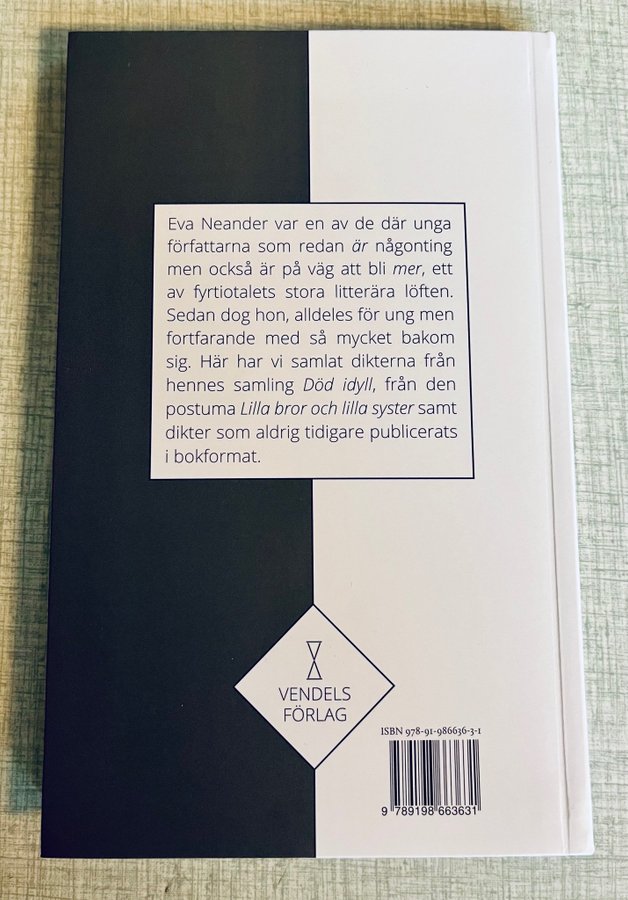 Eva Neander var en av de där unga
författarna som redan är någonting
men också är på väg att bli mer, ett
av fyrtiotalets stora litterära löften.
Sedan dog hon, alldeles för ung men
fortfarande med så mycket bakom
sig. Här har vi samlat dikterna från
hennes samling Död idyll, från den
postuma Lilla bror och lilla syster samt
dikter som aldrig tidigare publicerats
i bokformat.
VENDELS
FÖRLAG
ISBN 978-91-986636-3-1
9 789198 663631